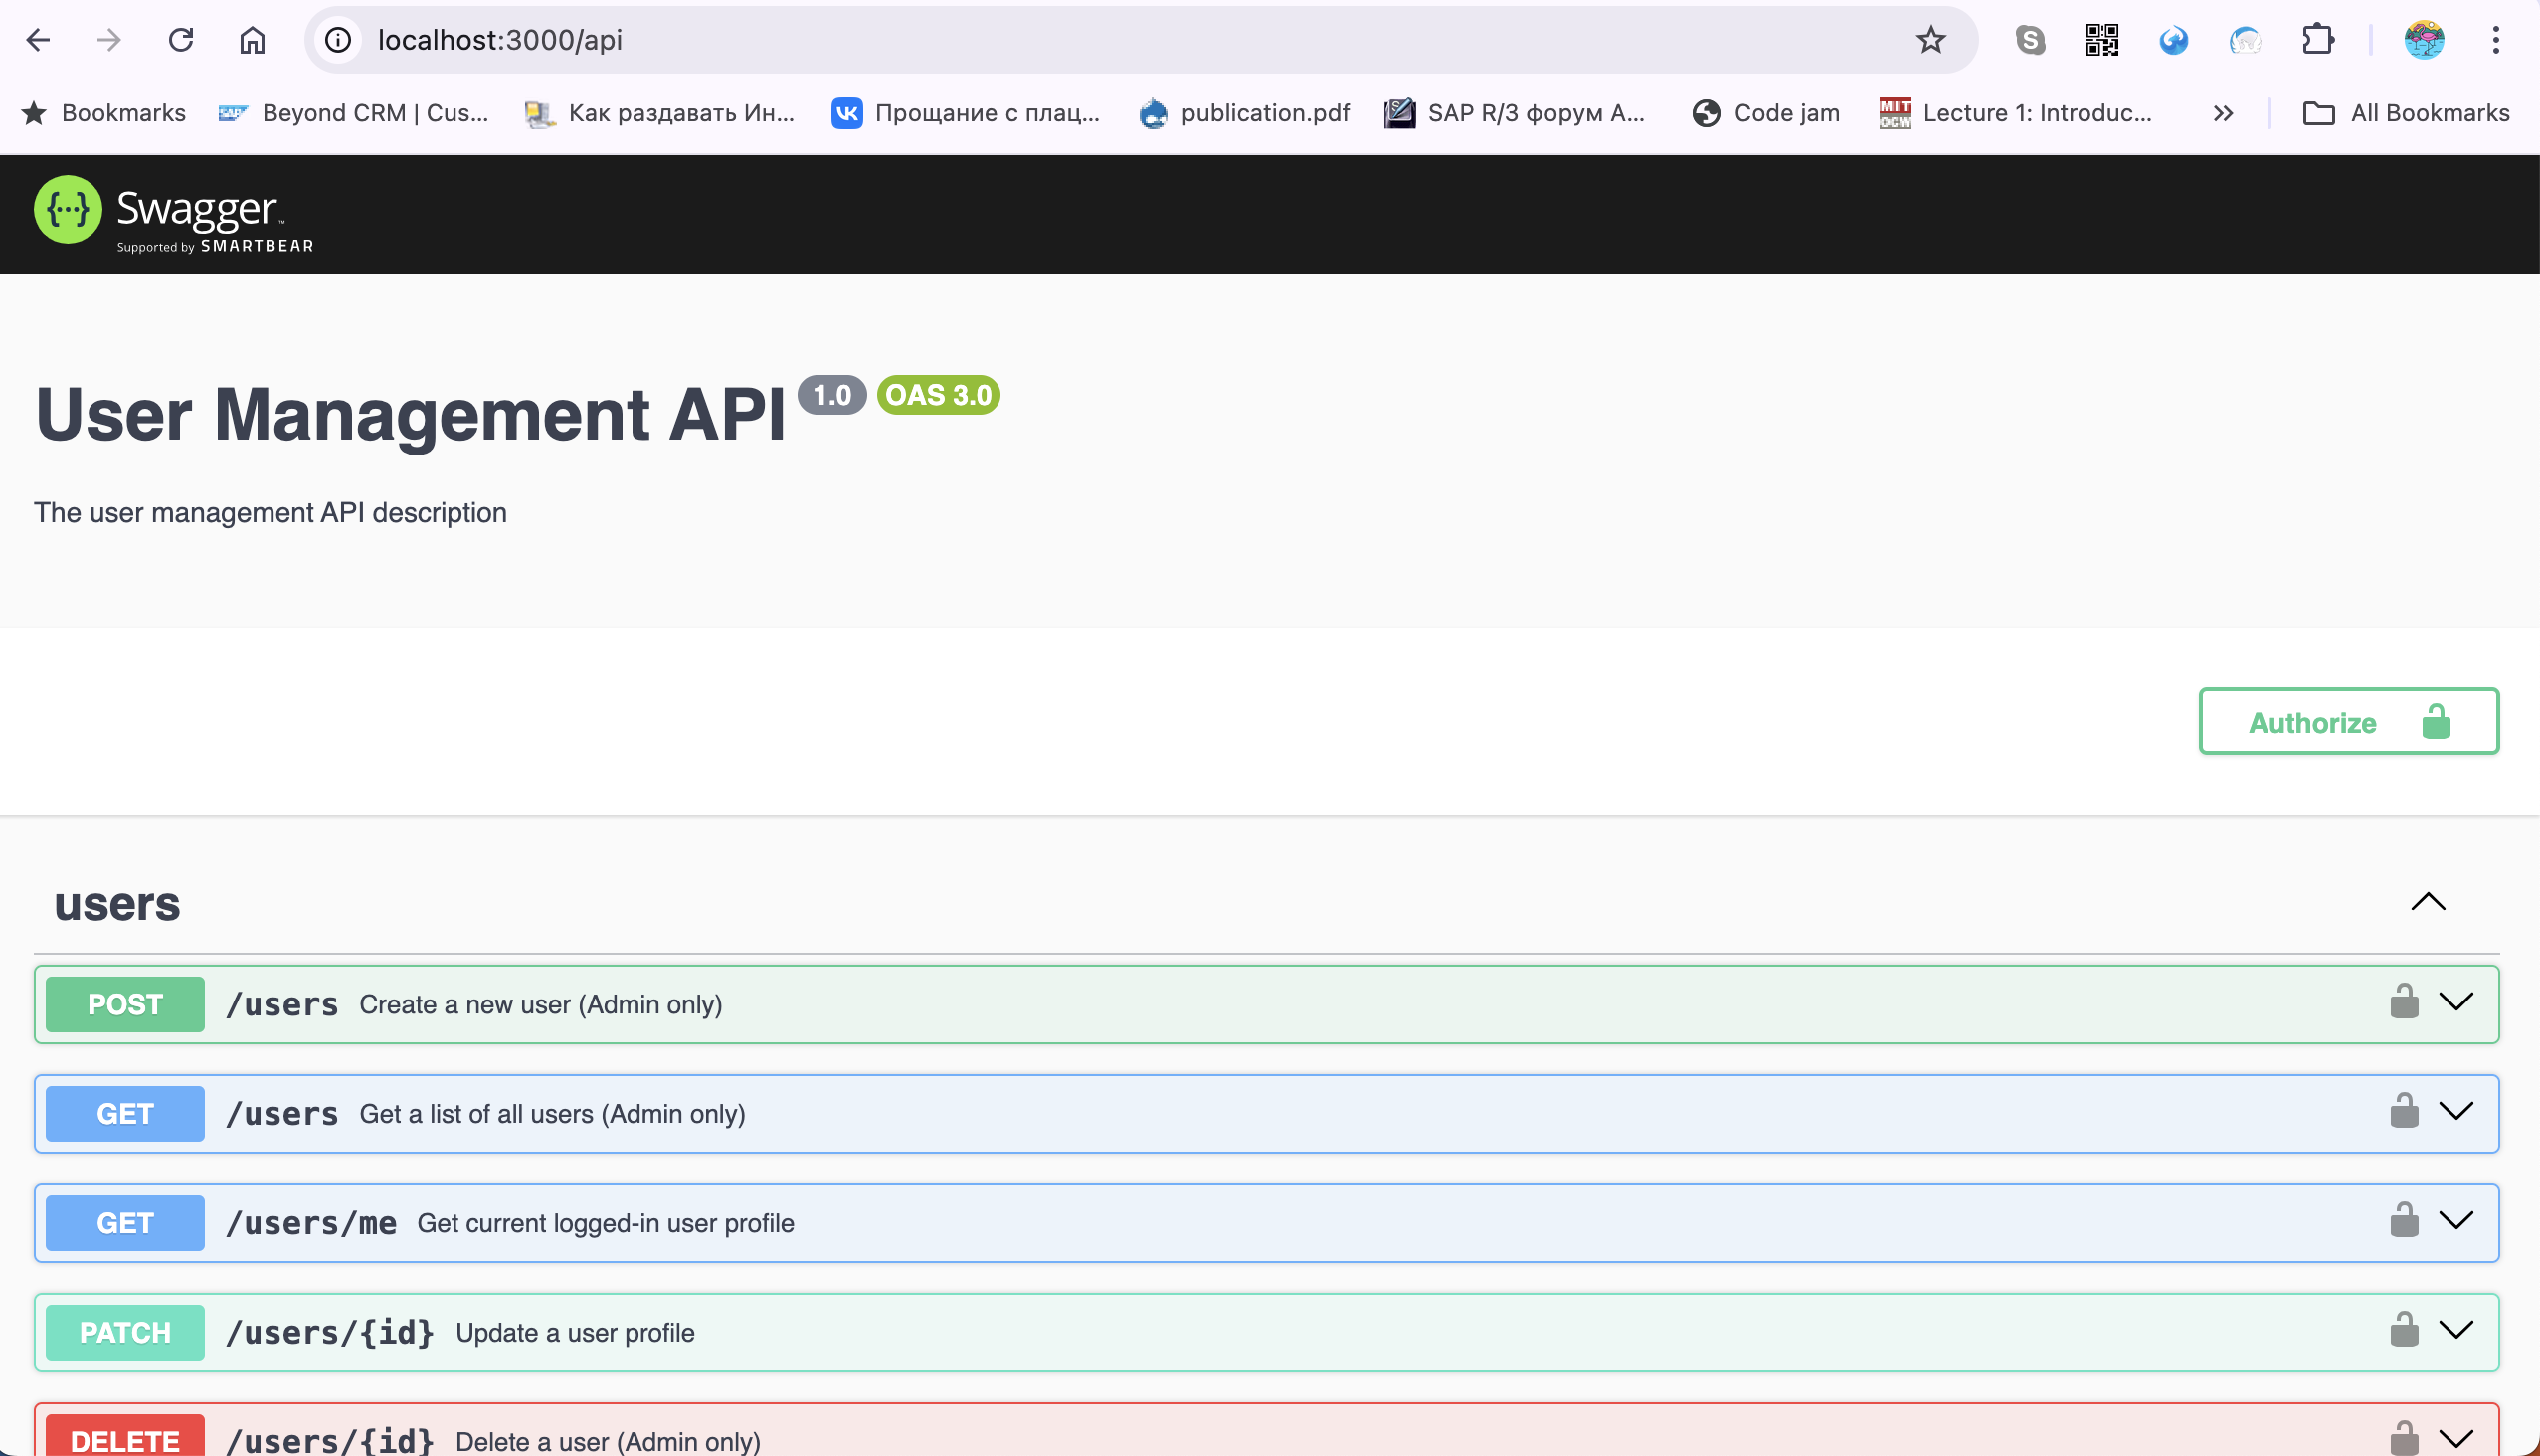 localhost:3000/api
Bookmarks
Beyond CRM | Cus...
Как раздавать Ин...
Прощание с плац...
publication.pdf
SAP R/3 форум A...
Code jam
Lecture 1: Introduc...
All Bookmarks
{···} Swagger™
Supported by SMARTBEAR
User Management API 1.0 OAS 3.0
The user management API description
Authorize
users
POST /users Create a new user (Admin only)
GET /users Get a list of all users (Admin only)
GET /users/me Get current logged-in user profile
PATCH /users/{id} Update a user profile
DELETE /users/{id} Delete a user (Admin only)